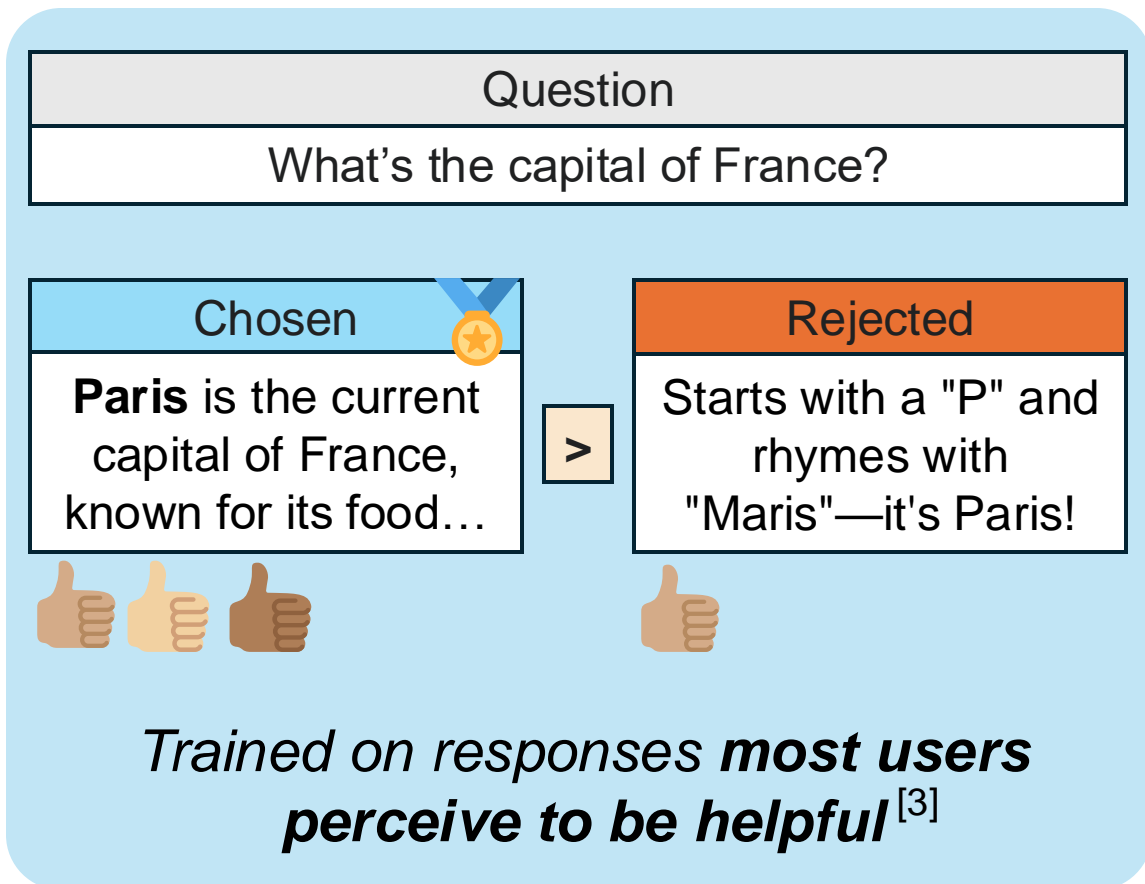 Question
What’s the capital of France?
Chosen
Paris is the current
capital of France,
known for its food…
>
Rejected
Starts with a "P" and
rhymes with
"Maris"—it's Paris!
Trained on responses most users
perceive to be helpful [3]